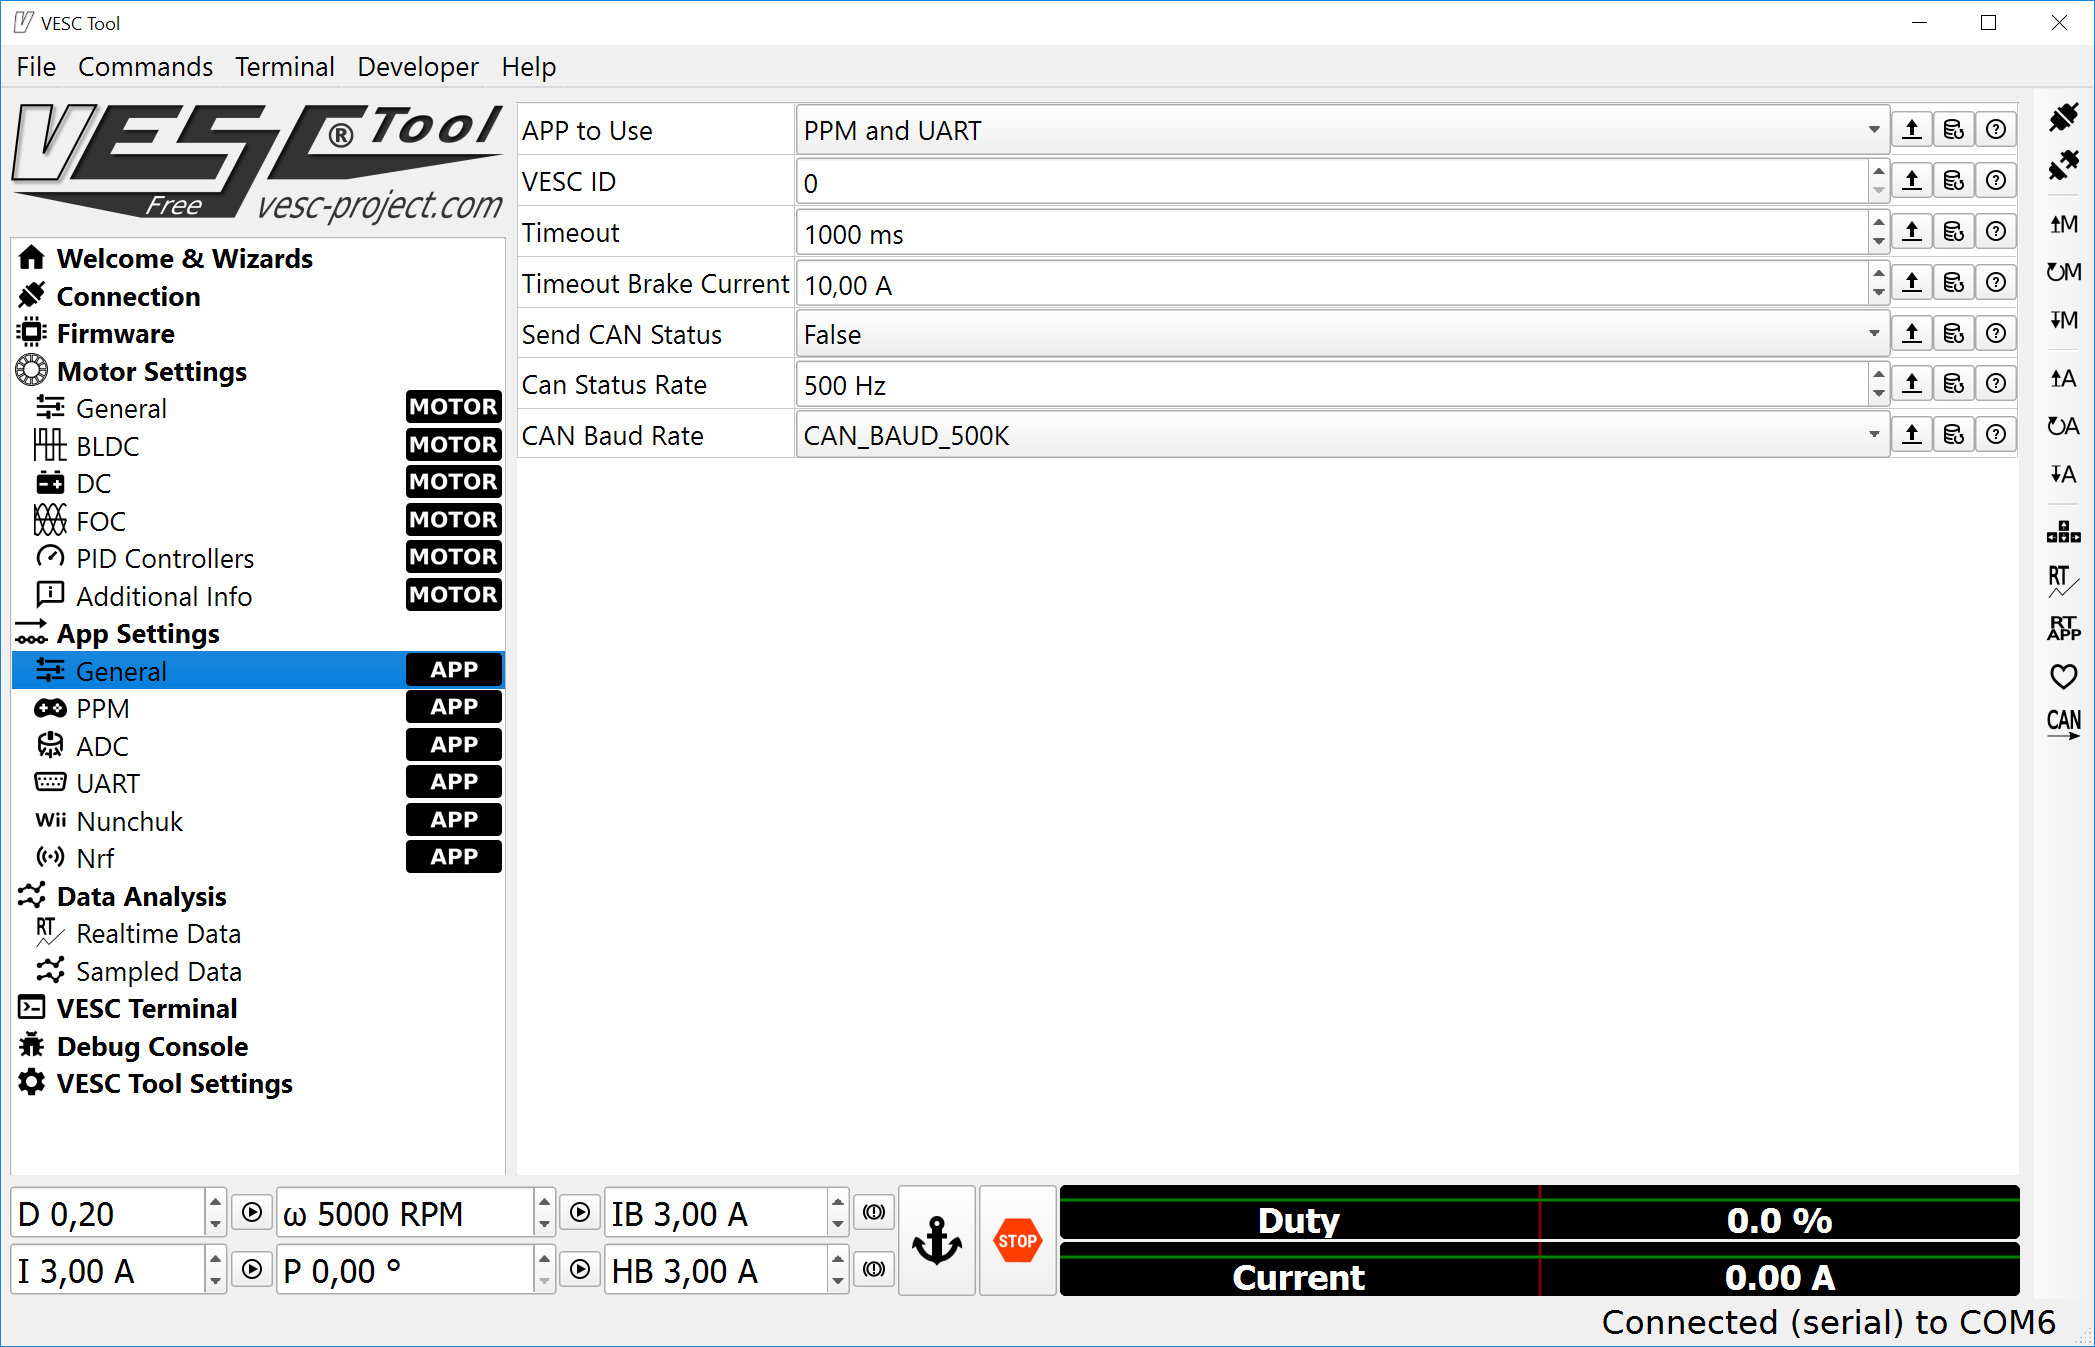 VESC Tool
File Commands Terminal Developer Help
VESC® Tool
Free vesc-project.com
Welcome & Wizards
Connection
Firmware
Motor Settings
General MOTOR
BLDC MOTOR
DC MOTOR
FOC MOTOR
PID Controllers MOTOR
Additional Info MOTOR
App Settings
General APP
PPM APP
ADC APP
UART APP
Wii Nunchuk APP
Nrf APP
Data Analysis
RT Realtime Data
Sampled Data
VESC Terminal
Debug Console
VESC Tool Settings
APP to Use PPM and UART
VESC ID 0
Timeout 1000 ms
Timeout Brake Current 10,00 A
Send CAN Status False
Can Status Rate 500 Hz
CAN Baud Rate CAN_BAUD_500K
M
M
M
A
A
A
RT
RT
APP
CAN
D 0,20 ω 5000 RPM IB 3,00 A
I 3,00 A P 0,00 ° HB 3,00 A
STOP
Duty 0.0 %
Current 0.00 A
Connected (serial) to COM6